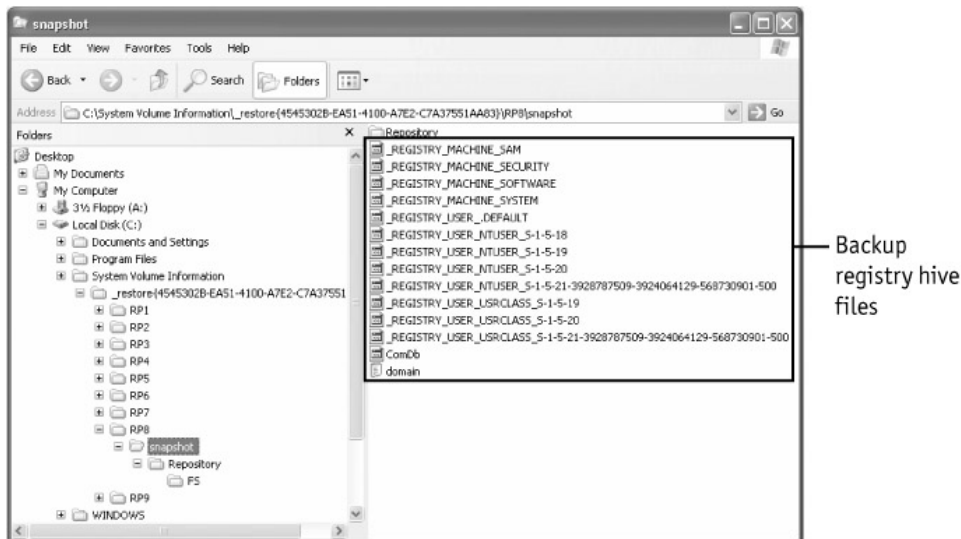 snapshot
File Edit View Favorites Tools Help
Back Search Folders
Address C:\System Volume Information\_restore{4545302B-EA51-4100-A7E2-C7A37551AA83}\RP8\snapshot Go
Folders
Desktop
My Documents
My Computer
3½ Floppy (A:)
Local Disk (C:)
Documents and Settings
Program Files
System Volume Information
_restore{4545302B-EA51-4100-A7E2-C7A37551
RP1
RP2
RP3
RP4
RP5
RP6
RP7
RP8
snapshot
Repository
FS
RP9
WINDOWS
Repository
_REGISTRY_MACHINE_SAM
_REGISTRY_MACHINE_SECURITY
_REGISTRY_MACHINE_SOFTWARE
_REGISTRY_MACHINE_SYSTEM
_REGISTRY_USER_.DEFAULT
_REGISTRY_USER_NTUSER_S-1-5-18
_REGISTRY_USER_NTUSER_S-1-5-19
_REGISTRY_USER_NTUSER_S-1-5-20
_REGISTRY_USER_NTUSER_S-1-5-21-3928787509-3924064129-568730901-500
_REGISTRY_USER_USRCLASS_S-1-5-19
_REGISTRY_USER_USRCLASS_S-1-5-20
_REGISTRY_USER_USRCLASS_S-1-5-21-3928787509-3924064129-568730901-500
ComDb
domain
Backup
registry hive
files